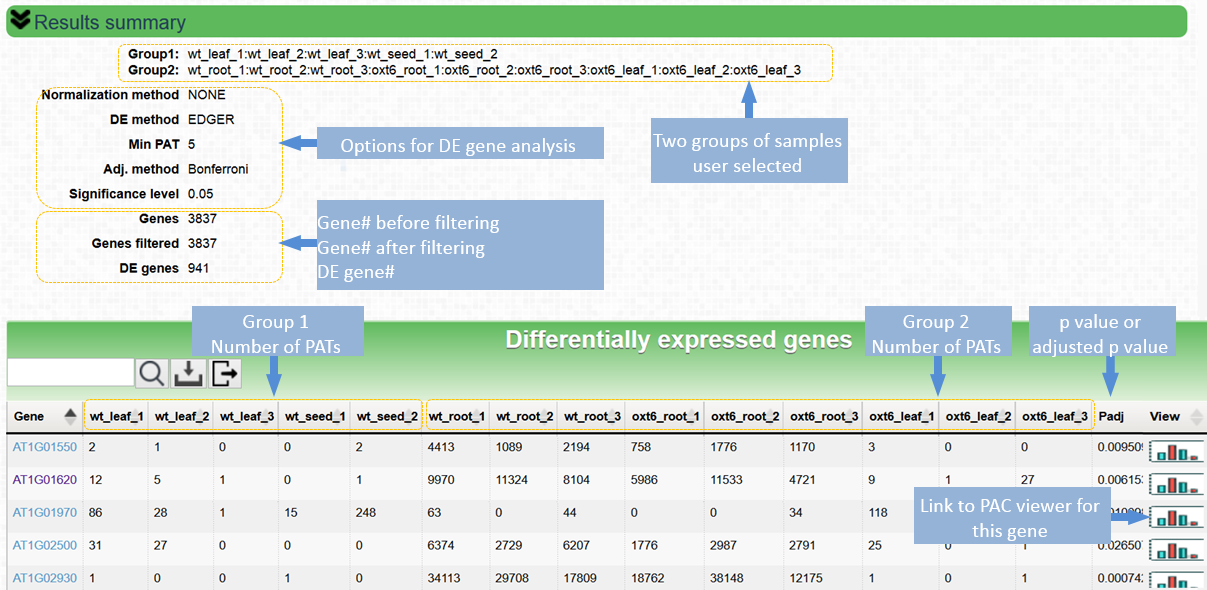 Results summary
Group1: wt_leaf_1:wt_leaf_2:wt_leaf_3:wt_seed_1:wt_seed_2
Group2: wt_root_1:wt_root_2:wt_root_3:oxt6_root_1:oxt6_root_2:oxt6_root_3:oxt6_leaf_1:oxt6_leaf_2:oxt6_leaf_3
Normalization method NONE
DE method EDGER
Min PAT 5
Adj. method Bonferroni
Significance level 0.05
Options for DE gene analysis
Two groups of samples
user selected
Genes 3837
Genes filtered 3837
DE genes 941
Gene# before filtering
Gene# after filtering
DE gene#
Group 1
Number of PATs
Differentially expressed genes
Group 2
Number of PATs
p value or
adjusted p value
Gene wt_leaf_1 wt_leaf_2 wt_leaf_3 wt_seed_1 wt_seed_2 wt_root_1 wt_root_2 wt_root_3 oxt6_root_1 oxt6_root_2 oxt6_root_3 oxt6_leaf_1 oxt6_leaf_2 oxt6_leaf_3 Padj View
AT1G01550 2 1 0 0 2 4413 1089 2194 758 1776 1170 3 0 0 0.009509
AT1G01620 12 5 1 0 1 9970 11324 8104 5986 11533 4721 9 1 27 0.00615
AT1G01970 86 28 1 15 248 63 0 44 0 0 34 118
Link to PAC viewer for
this gene
AT1G02500 31 27 0 0 0 6374 2729 6207 1776 2987 2791 25 0 1 0.02650
AT1G02930 1 0 0 1 0 34113 29708 17809 18762 38148 12175 1 0 1 0.00074